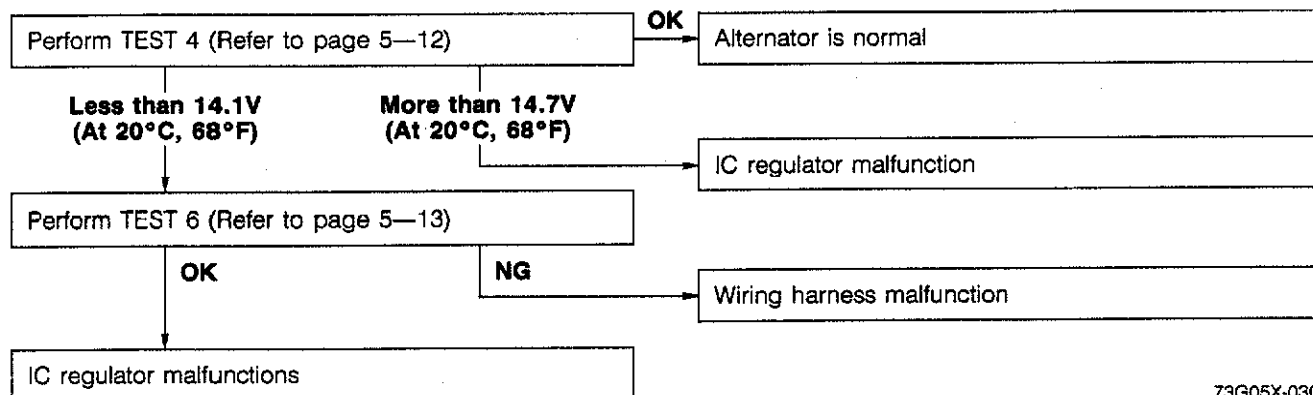 Perform TEST 4 (Refer to page 5—12)
OK
Alternator is normal
Less than 14.1V
(At 20°C, 68°F)
More than 14.7V
(At 20°C, 68°F)
IC regulator malfunction
Perform TEST 6 (Refer to page 5—13)
OK
NG
Wiring harness malfunction
IC regulator malfunctions